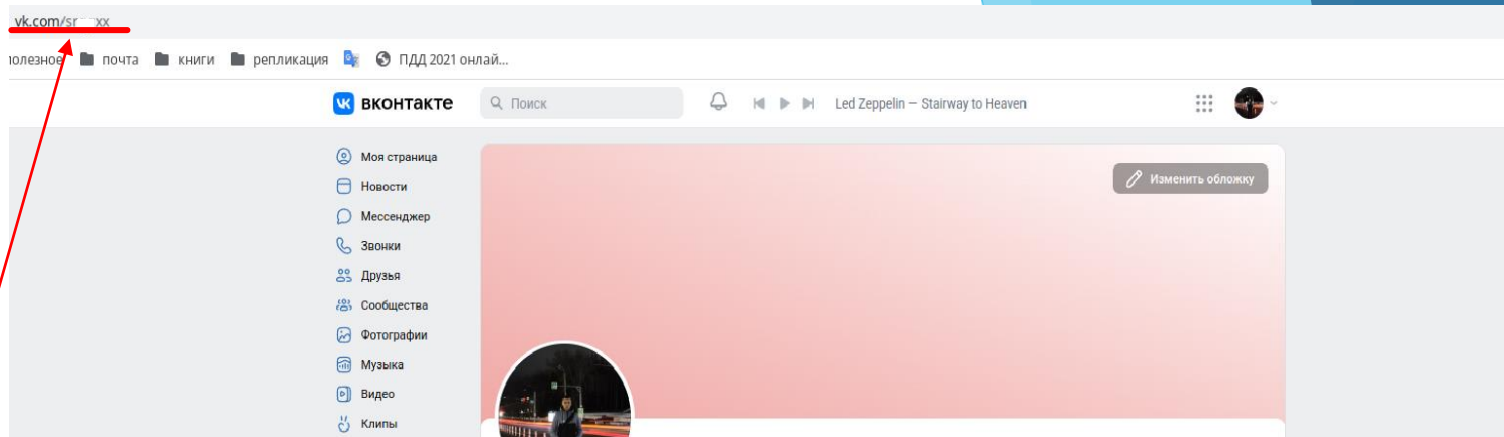 vk.com/sr xx
полезное почта книги репликация ПДД 2021 онлай...
вконтакте Поиск Led Zeppelin — Stairway to Heaven
Моя страница
Изменить обложку
Новости
Мессенджер
Звонки
Друзья
Сообщества
Фотографии
Музыка
Видео
Клипы